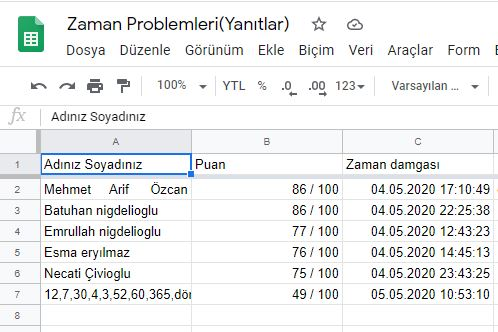 Zaman Problemleri(Yanıtlar)
Dosya Düzenle Görünüm Ekle Biçim Veri Araçlar Form
100% YTL % .0 .00 123 Varsayılan ...
fx Adınız Soyadınız
A B C
1 Adınız Soyadınız Puan Zaman damgası
2 Mehmet Arif Özcan 86 / 100 04.05.2020 17:10:49
3 Batuhan nigdelioglu 86 / 100 04.05.2020 22:25:38
4 Emrullah nigdelioglu 77 / 100 04.05.2020 12:43:23
5 Esma eryılmaz 76 / 100 04.05.2020 14:45:13
6 Necati Çivioglu 75 / 100 04.05.2020 23:43:25
7 12,7,30,4,3,52,60,365,dör 49 / 100 05.05.2020 10:53:10